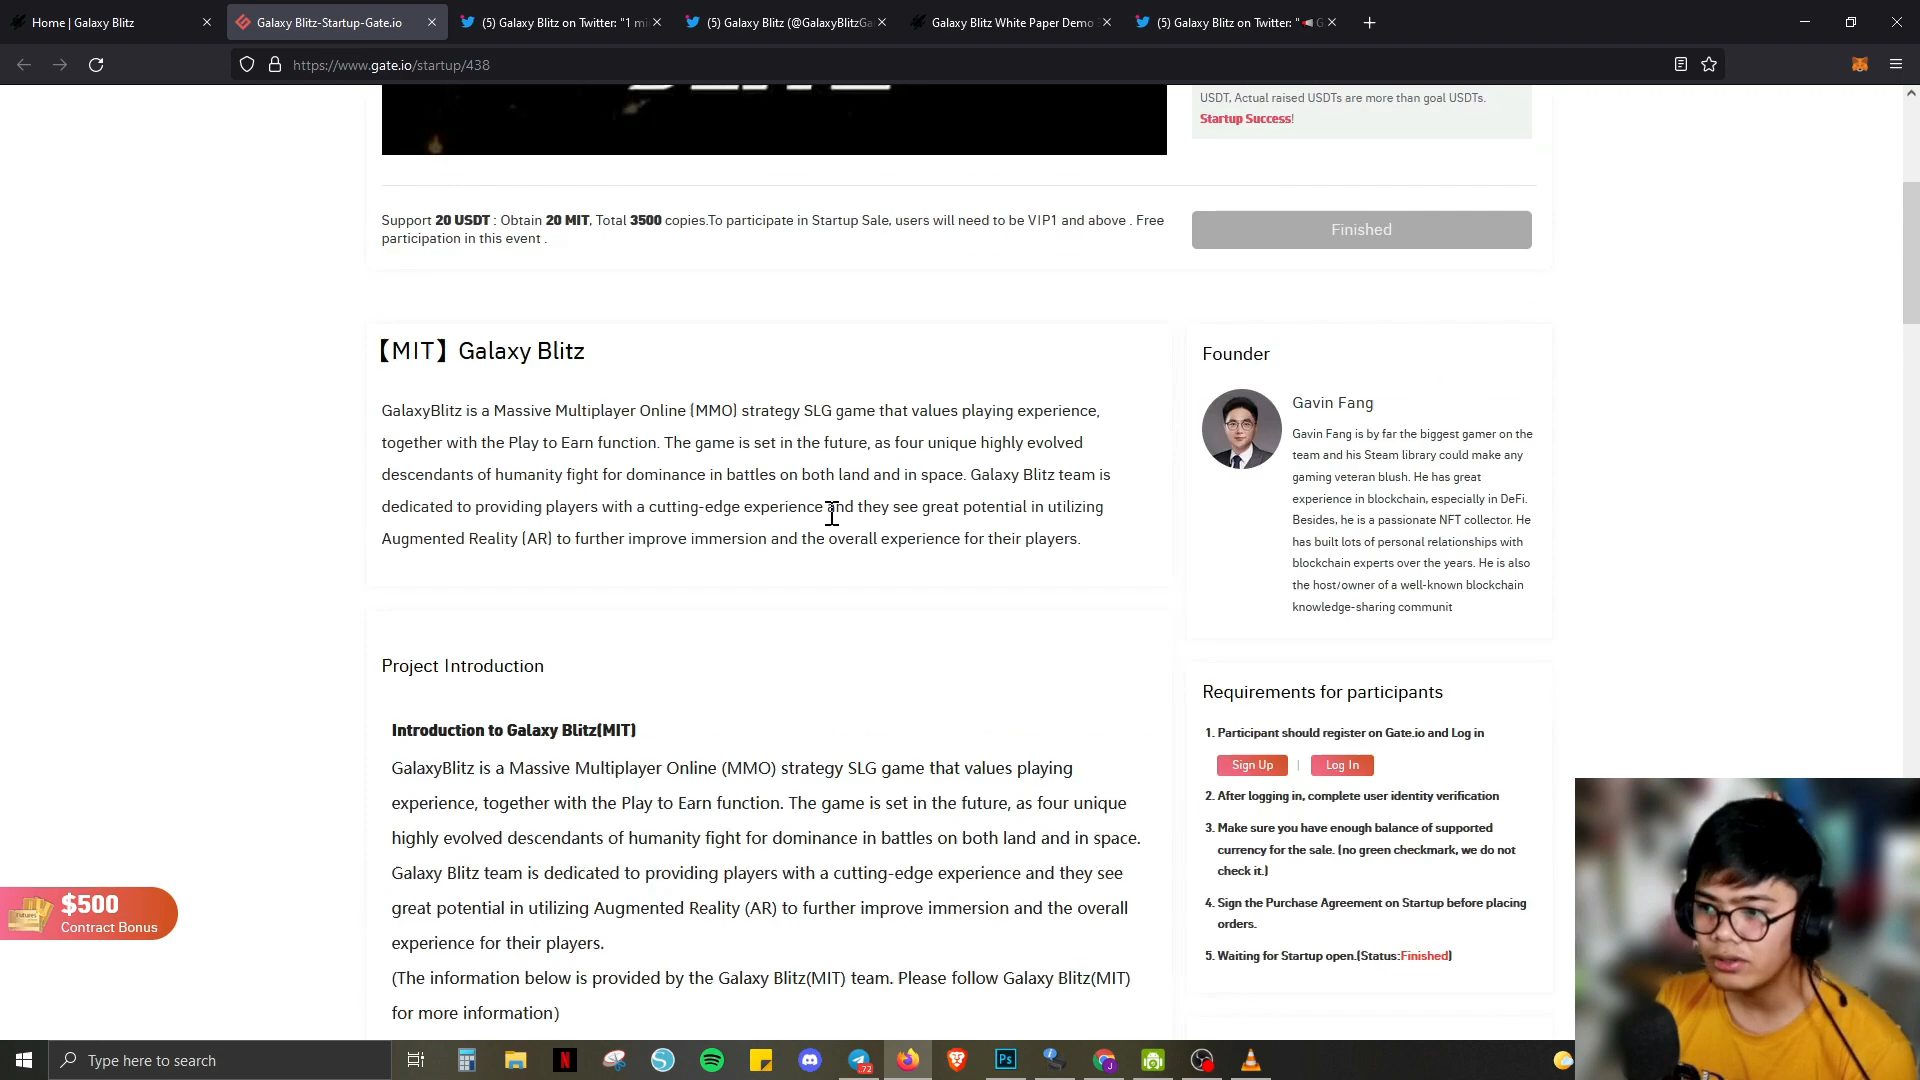 Home | Galaxy Blitz
Galaxy Blitz-Startup-Gate.io
(5) Galaxy Blitz on Twitter: "1 mi
(5) Galaxy Blitz (@GalaxyBlitzGa
Galaxy Blitz White Paper Demo
(5) Galaxy Blitz on Twitter: "📢 G
https://www.gate.io/startup/438
USDT, Actual raised USDTs are more than goal USDTs.
Startup Success!
Support 20 USDT : Obtain 20 MIT, Total 3500 copies.To participate in Startup Sale, users will need to be VIP1 and above . Free
participation in this event .
Finished
【MIT】Galaxy Blitz
GalaxyBlitz is a Massive Multiplayer Online (MMO) strategy SLG game that values playing experience,
together with the Play to Earn function. The game is set in the future, as four unique highly evolved
descendants of humanity fight for dominance in battles on both land and in space. Galaxy Blitz team is
dedicated to providing players with a cutting-edge experience and they see great potential in utilizing
Augmented Reality (AR) to further improve immersion and the overall experience for their players.
Founder
Gavin Fang
Gavin Fang is by far the biggest gamer on the
team and his Steam library could make any
gaming veteran blush. He has great
experience in blockchain, especially in DeFi.
Besides, he is a passionate NFT collector. He
has built lots of personal relationships with
blockchain experts over the years. He is also
the host/owner of a well-known blockchain
knowledge-sharing communit
Project Introduction
Introduction to Galaxy Blitz(MIT)
GalaxyBlitz is a Massive Multiplayer Online (MMO) strategy SLG game that values playing
experience, together with the Play to Earn function. The game is set in the future, as four unique
highly evolved descendants of humanity fight for dominance in battles on both land and in space.
Galaxy Blitz team is dedicated to providing players with a cutting-edge experience and they see
great potential in utilizing Augmented Reality (AR) to further improve immersion and the overall
experience for their players.
(The information below is provided by the Galaxy Blitz(MIT) team. Please follow Galaxy Blitz(MIT)
for more information)
Requirements for participants
1. Participant should register on Gate.io and Log in
Sign Up | Log In
2. After logging in, complete user identity verification
3. Make sure you have enough balance of supported
currency for the sale. (no green checkmark, we do not
check it.)
4. Sign the Purchase Agreement on Startup before placing
orders.
5. Waiting for Startup open.(Status:Finished)
$500
Contract Bonus
Type here to search